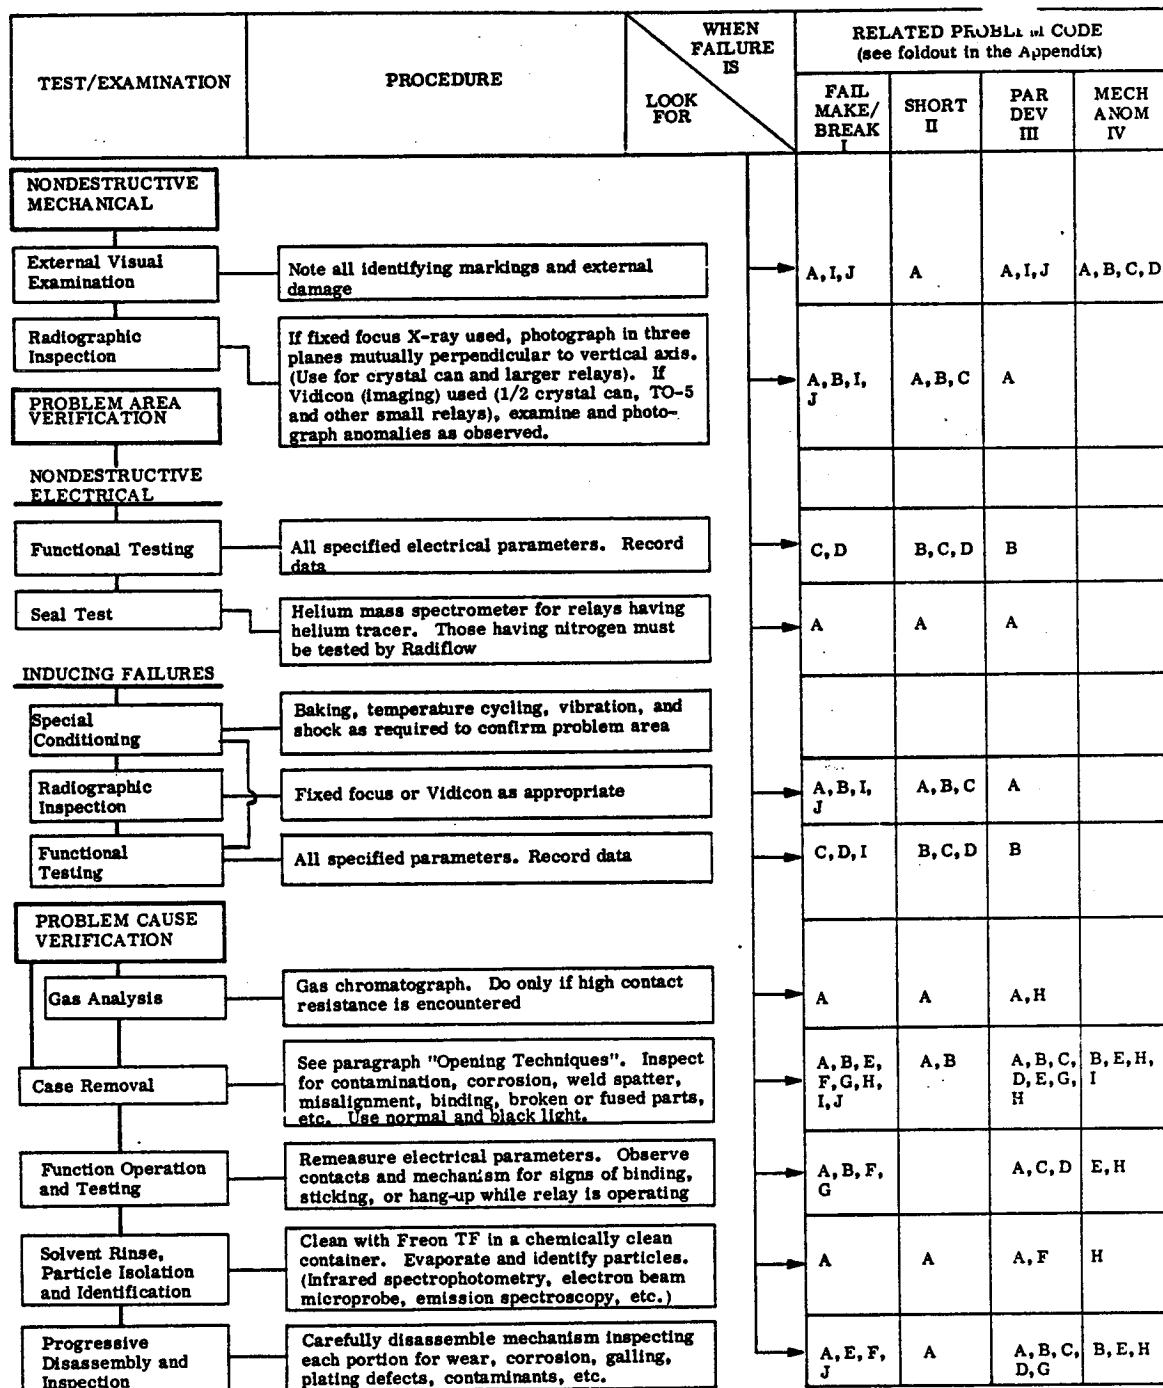 TEST/EXAMINATION
PROCEDURE
WHEN
FAILURE
IS
LOOK
FOR
RELATED PROBLEM CODE
(see foldout in the Appendix)
FAIL
MAKE/
BREAK
I
SHORT
II
PAR
DEV
III
MECH
ANOM
IV
NONDESTRUCTIVE
MECHANICAL
External Visual
Examination
Note all identifying markings and external
damage
A, I, J
A
A, I, J
A, B, C, D
Radiographic
Inspection
If fixed focus X-ray used, photograph in three
planes mutually perpendicular to vertical axis.
(Use for crystal can and larger relays). If
Vidicon (imaging) used (1/2 crystal can, TO-5
and other small relays), examine and photo-
graph anomalies as observed.
A, B, I,
J
A, B, C
A
PROBLEM AREA
VERIFICATION
NONDESTRUCTIVE
ELECTRICAL
Functional Testing
All specified electrical parameters. Record
data
C, D
B, C, D
B
Seal Test
Helium mass spectrometer for relays having
helium tracer. Those having nitrogen must
be tested by Radiflow
A
A
A
INDUCING FAILURES
Special
Conditioning
Baking, temperature cycling, vibration, and
shock as required to confirm problem area
Radiographic
Inspection
Fixed focus or Vidicon as appropriate
A, B, I,
J
A, B, C
A
Functional
Testing
All specified parameters. Record data
C, D, I
B, C, D
B
PROBLEM CAUSE
VERIFICATION
Gas Analysis
Gas chromatograph. Do only if high contact
resistance is encountered
A
A
A, H
Case Removal
See paragraph "Opening Techniques". Inspect
for contamination, corrosion, weld spatter,
misalignment, binding, broken or fused parts,
etc. Use normal and black light.
A, B, E,
F, G, H,
I, J
A, B
A, B, C,
D, E, G,
H
B, E, H,
I
Function Operation
and Testing
Remeasure electrical parameters. Observe
contacts and mechanism for signs of binding,
sticking, or hang-up while relay is operating
A, B, F,
G
A, C, D
E, H
Solvent Rinse,
Particle Isolation
and Identification
Clean with Freon TF in a chemically clean
container. Evaporate and identify particles.
(Infrared spectrophotometry, electron beam
microprobe, emission spectroscopy, etc.)
A
A
A, F
H
Progressive
Disassembly and
Inspection
Carefully disassemble mechanism inspecting
each portion for wear, corrosion, galling,
plating defects, contaminants, etc.
A, E, F,
J
A
A, B, C,
D, G
B, E, H